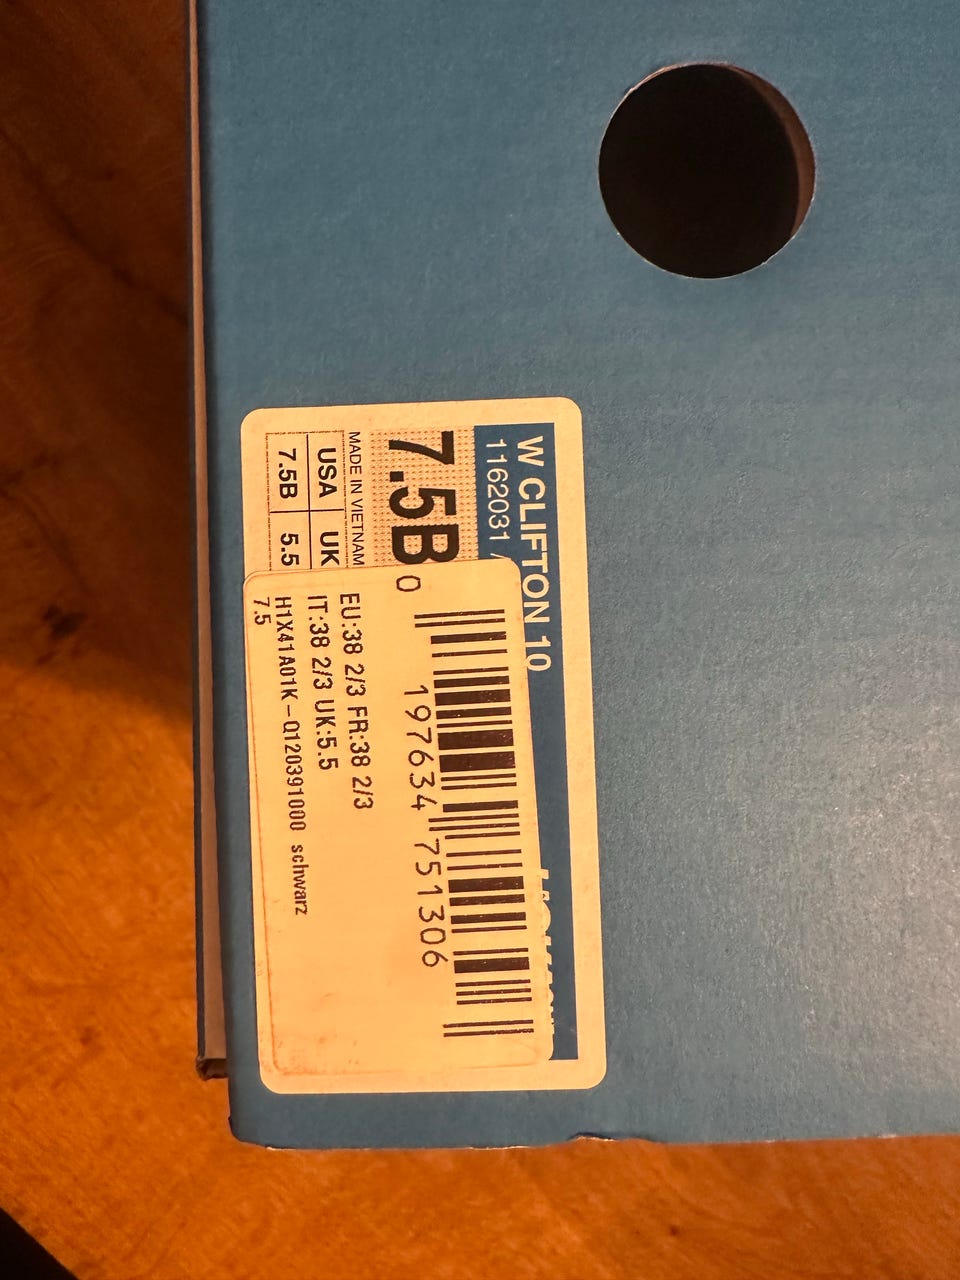 W CLIFTON 10
1162031 /
7.5B
MADE IN VIETNAM
USA UK
7.5B 5.5
0 197634 751306
EU:38 2/3 FR:38 2/3
IT:38 2/3 UK:5.5
H1X41A01K-Q120391000 schwarz
7.5